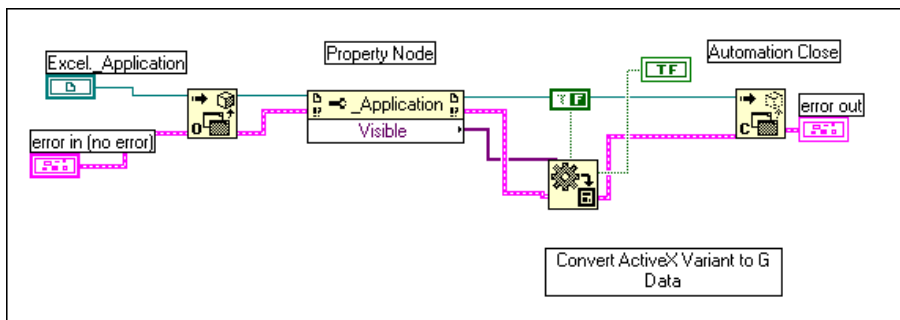 Property Node
Automation Close
Excel._Application
TF
_Application
F
error out
Visible
O
C
error in (no error)
Convert ActiveX Variant to G
Data